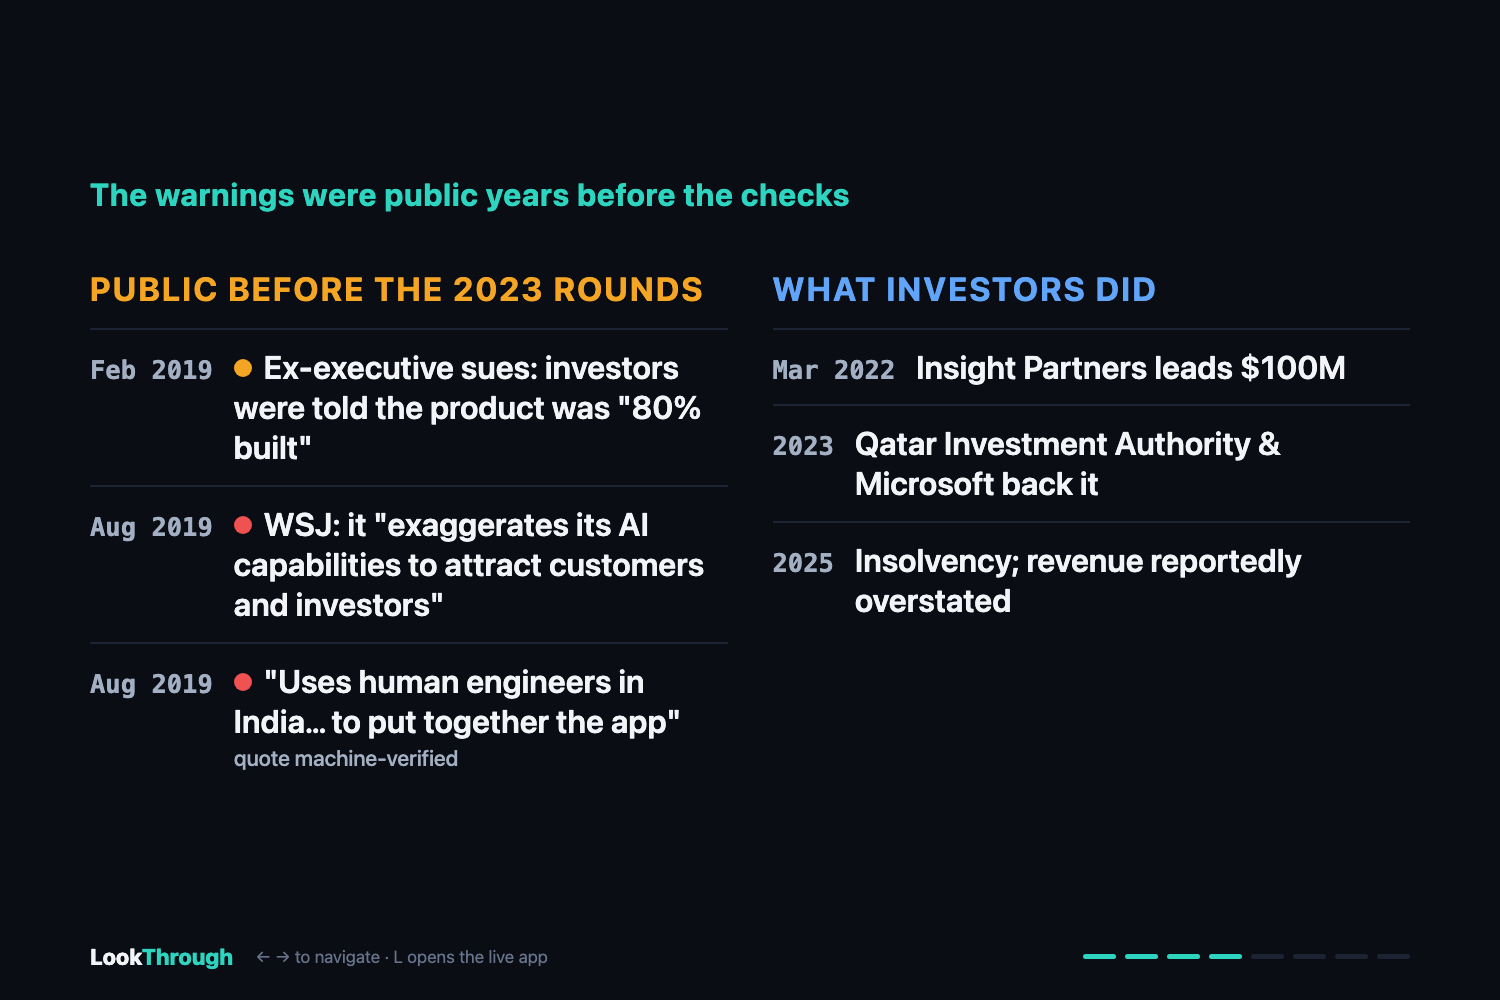 The warnings were public years before the checks
PUBLIC BEFORE THE 2023 ROUNDS
Feb 2019 Ex-executive sues: investors
were told the product was "80%
built"
Aug 2019 WSJ: it "exaggerates its AI
capabilities to attract customers
and investors"
Aug 2019 "Uses human engineers in
India... to put together the app"
quote machine-verified
WHAT INVESTORS DID
Mar 2022 Insight Partners leads $100M
2023 Qatar Investment Authority &
Microsoft back it
2025 Insolvency; revenue reportedly
overstated
LookThrough ← → to navigate · L opens the live app